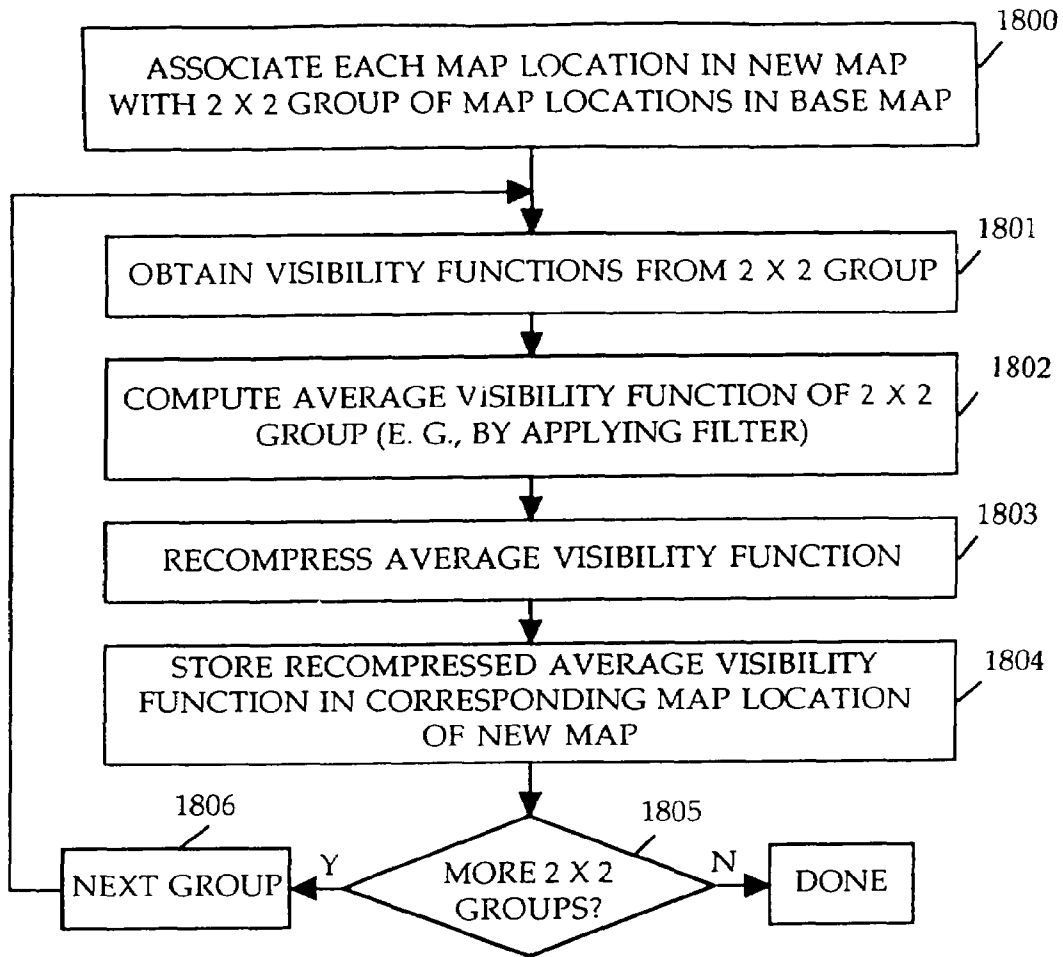 1800
ASSOCIATE EACH MAP LOCATION IN NEW MAP
WITH 2 X 2 GROUP OF MAP LOCATIONS IN BASE MAP
1801
OBTAIN VISIBILITY FUNCTIONS FROM 2 X 2 GROUP
1802
COMPUTE AVERAGE VISIBILITY FUNCTION OF 2 X 2
GROUP (E. G., BY APPLYING FILTER)
1803
RECOMPRESS AVERAGE VISIBILITY FUNCTION
1804
STORE RECOMPRESSED AVERAGE VISIBILITY
FUNCTION IN CORRESPONDING MAP LOCATION
OF NEW MAP
1805
MORE 2 X 2
GROUPS?
Y
N
1806
NEXT GROUP
DONE